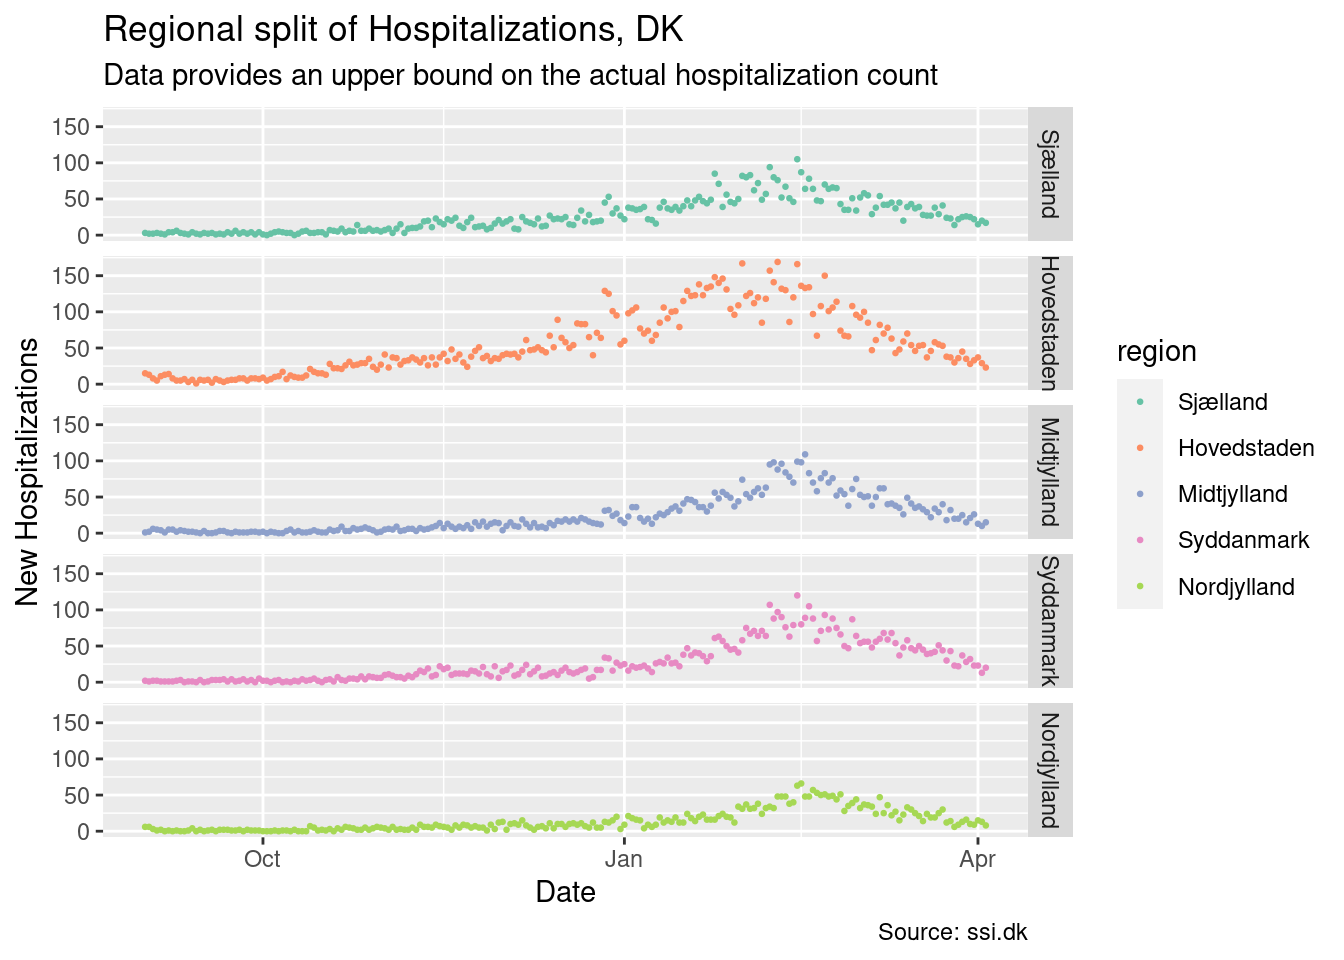 Regional split of Hospitalizations, DK
Data provides an upper bound on the actual hospitalization count
New Hospitalizations
150
100
50
0
Sjælland
150
100
50
0
Hovedstaden
150
100
50
0
Midtjylland
150
100
50
0
Syddanmark
150
100
50
0
Nordjylland
Oct
Jan
Apr
Date
region
Sjælland
Hovedstaden
Midtjylland
Syddanmark
Nordjylland
Source: ssi.dk